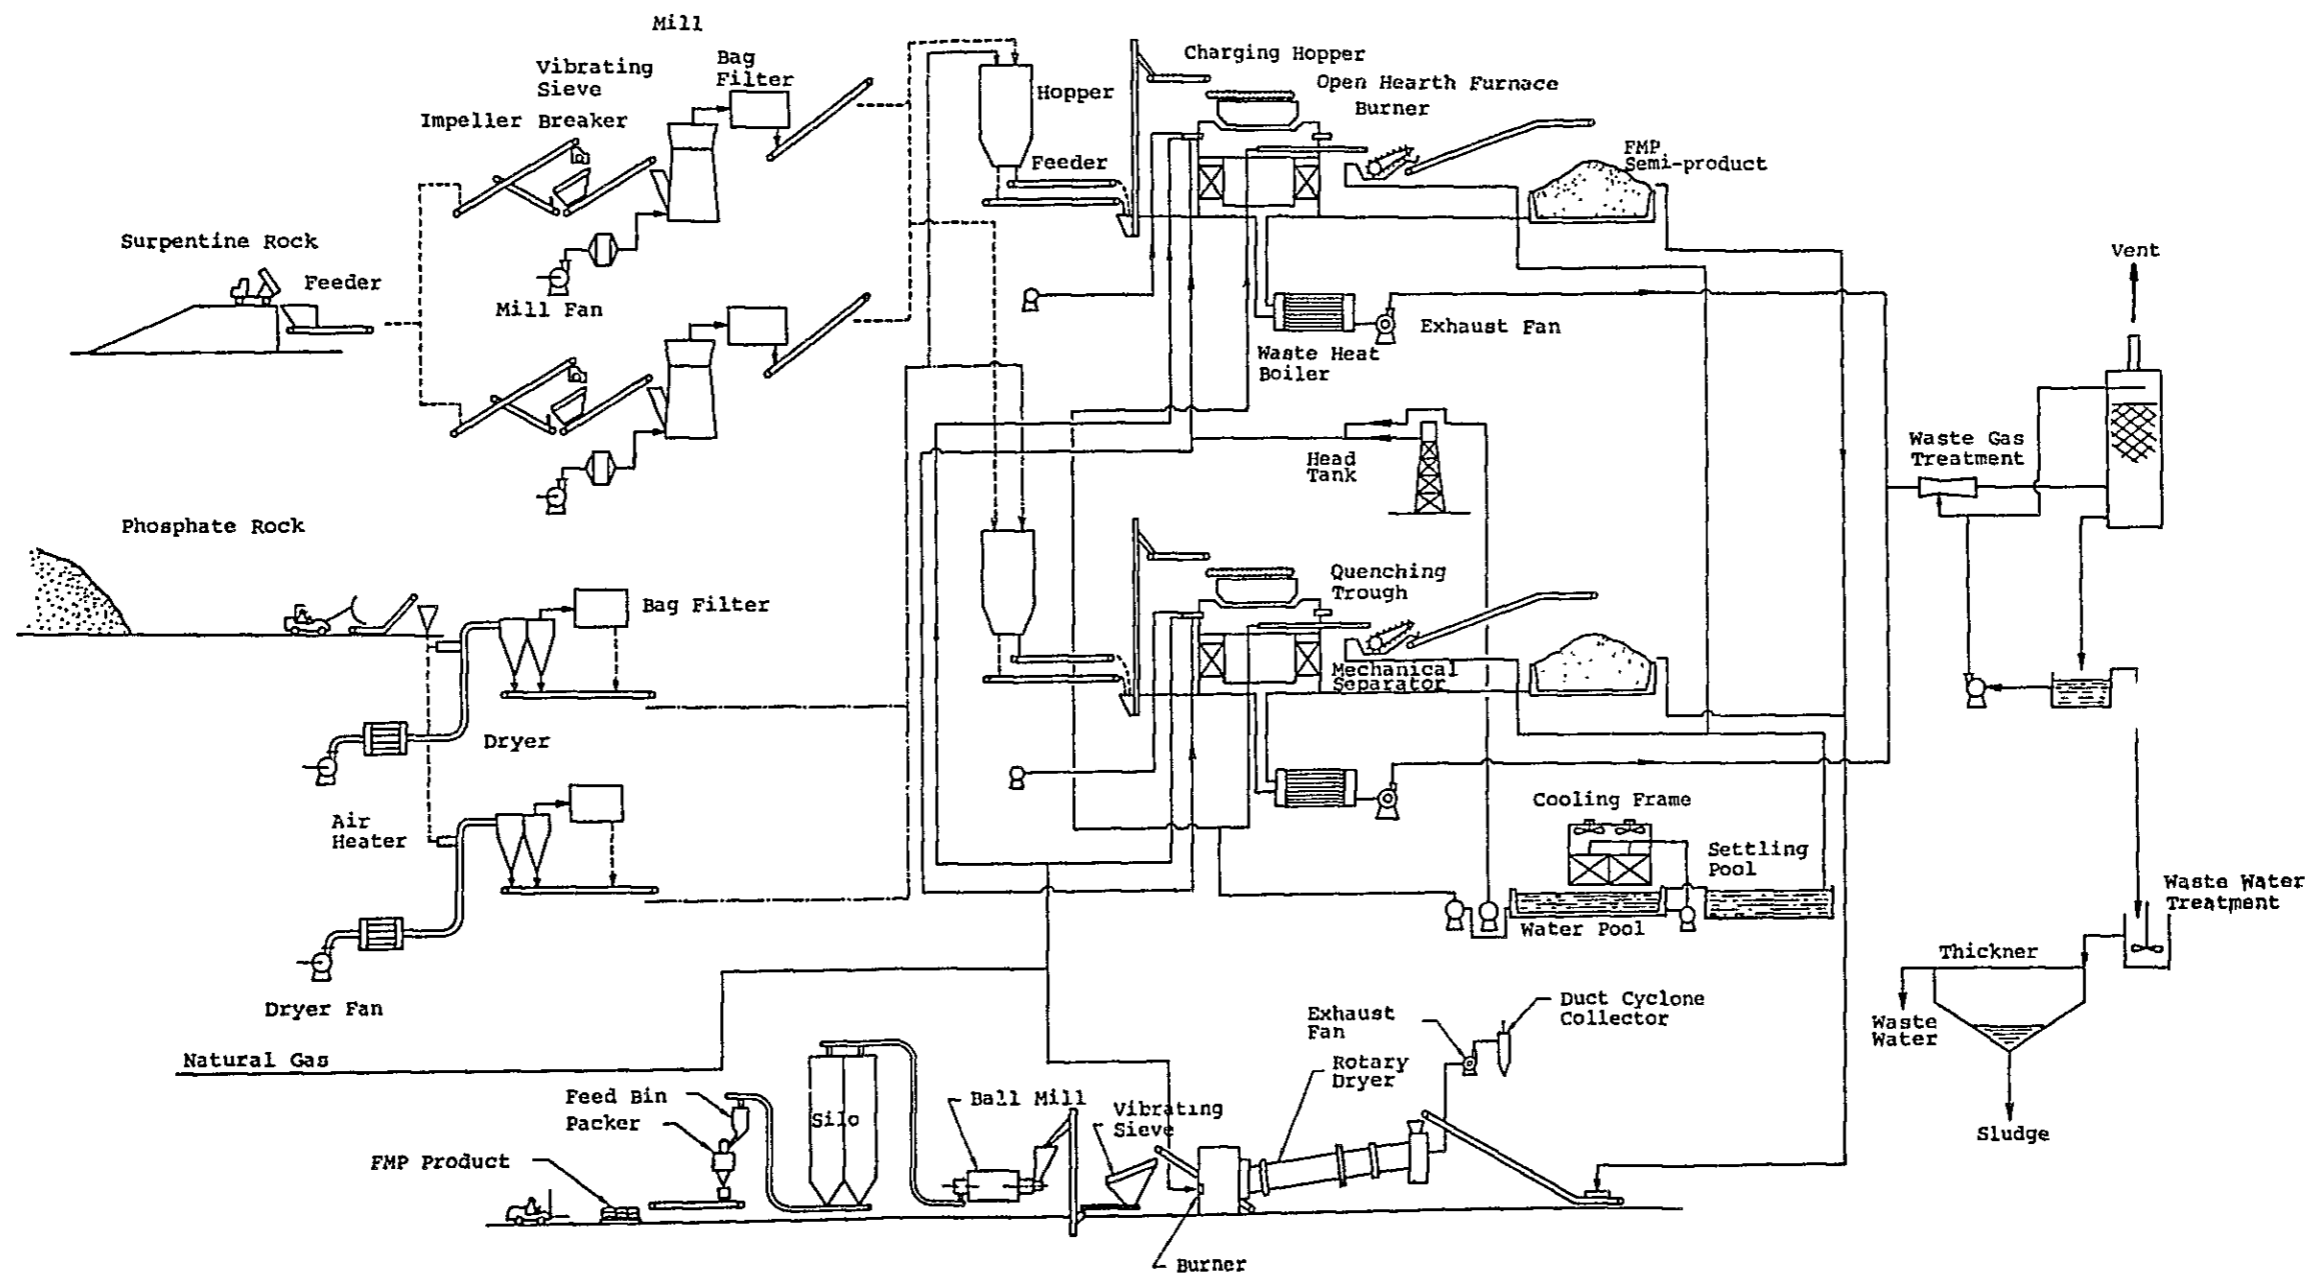 Mill
Vibrating
Sieve
Bag
Filter
Impeller Breaker
Charging Hopper
Open Hearth Furnace
Burner
Hopper
Feeder
FMP
Semi-product
Surpentine Rock
Feeder
Mill Fan
Exhaust Fan
Waste Heat
Boiler
Vent
Head
Tank
Waste Gas
Treatment
Phosphate Rock
Bag Filter
Quenching
Trough
Mechanical
Separator
Dryer
Air
Heater
Cooling Frame
Settling
Pool
Water Pool
Waste Water
Treatment
Thickner
Waste
Water
Sludge
Dryer Fan
Natural Gas
Exhaust
Fan
Duct Cyclone
Collector
Rotary
Dryer
Feed Bin
Packer
Silo
Ball Mill
Vibrating
Sieve
FMP Product
Burner